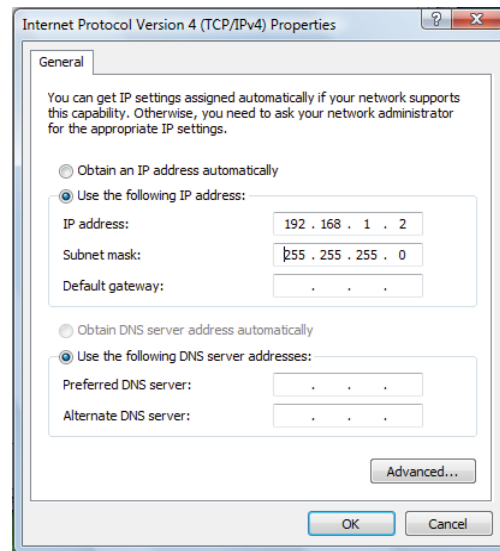 Internet Protocol Version 4 (TCP/IPv4) Properties
?
X
General
You can get IP settings assigned automatically if your network supports
this capability. Otherwise, you need to ask your network administrator
for the appropriate IP settings.
Obtain an IP address automatically
Use the following IP address:
IP address: 192 . 168 . 1 . 2
Subnet mask: 255 . 255 . 255 . 0
Default gateway: . . .
Obtain DNS server address automatically
Use the following DNS server addresses:
Preferred DNS server: . . .
Alternate DNS server: . . .
Advanced...
OK Cancel